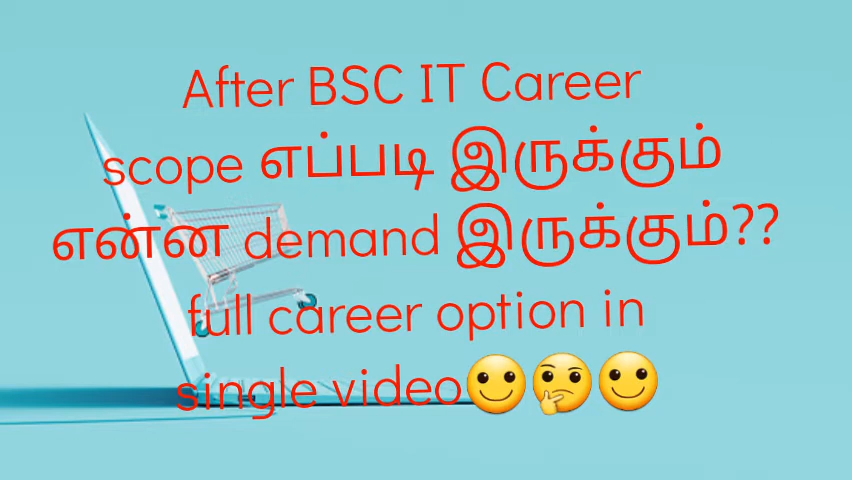 After BSC IT Career
scope எப்படி இருக்கும்
என்ன demand இருக்கும்??
full career option in
single video🙂🤔🙂